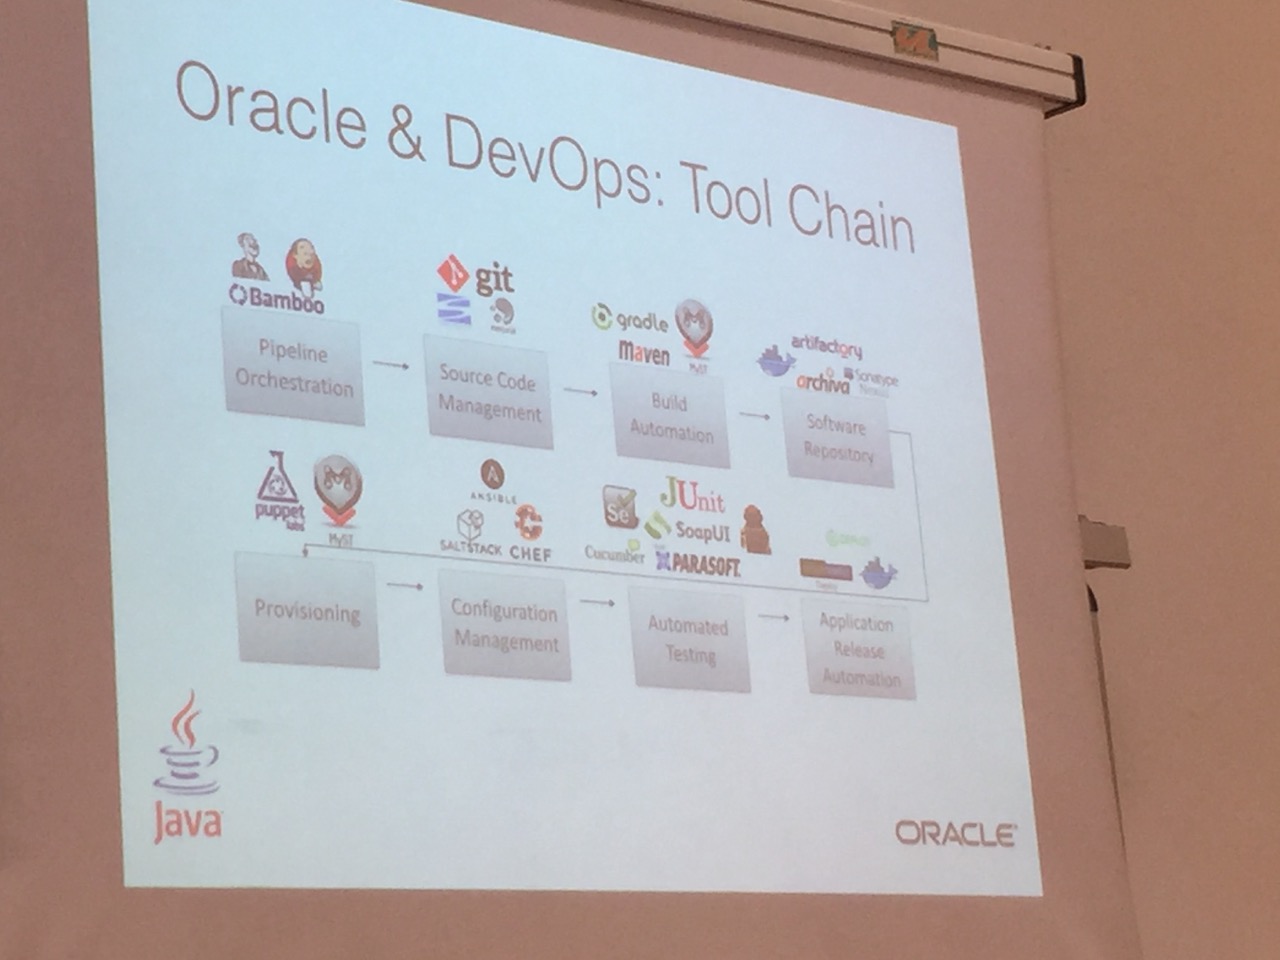 Oracle & DevOps: Tool Chain
Bamboo
git
gradle
maven
MyST
artifactory
archiva
Sonatype
Pipeline
Orchestration
Source Code
Management
Build
Automation
Software
Repository
puppet
labs
MyST
ANSIBLE
SALTSTACK
CHEF
Se
JUnit
SoapUI
Cucumber
PARASOFT
Provisioning
Configuration
Management
Automated
Testing
Application
Release
Automation
Java
ORACLE